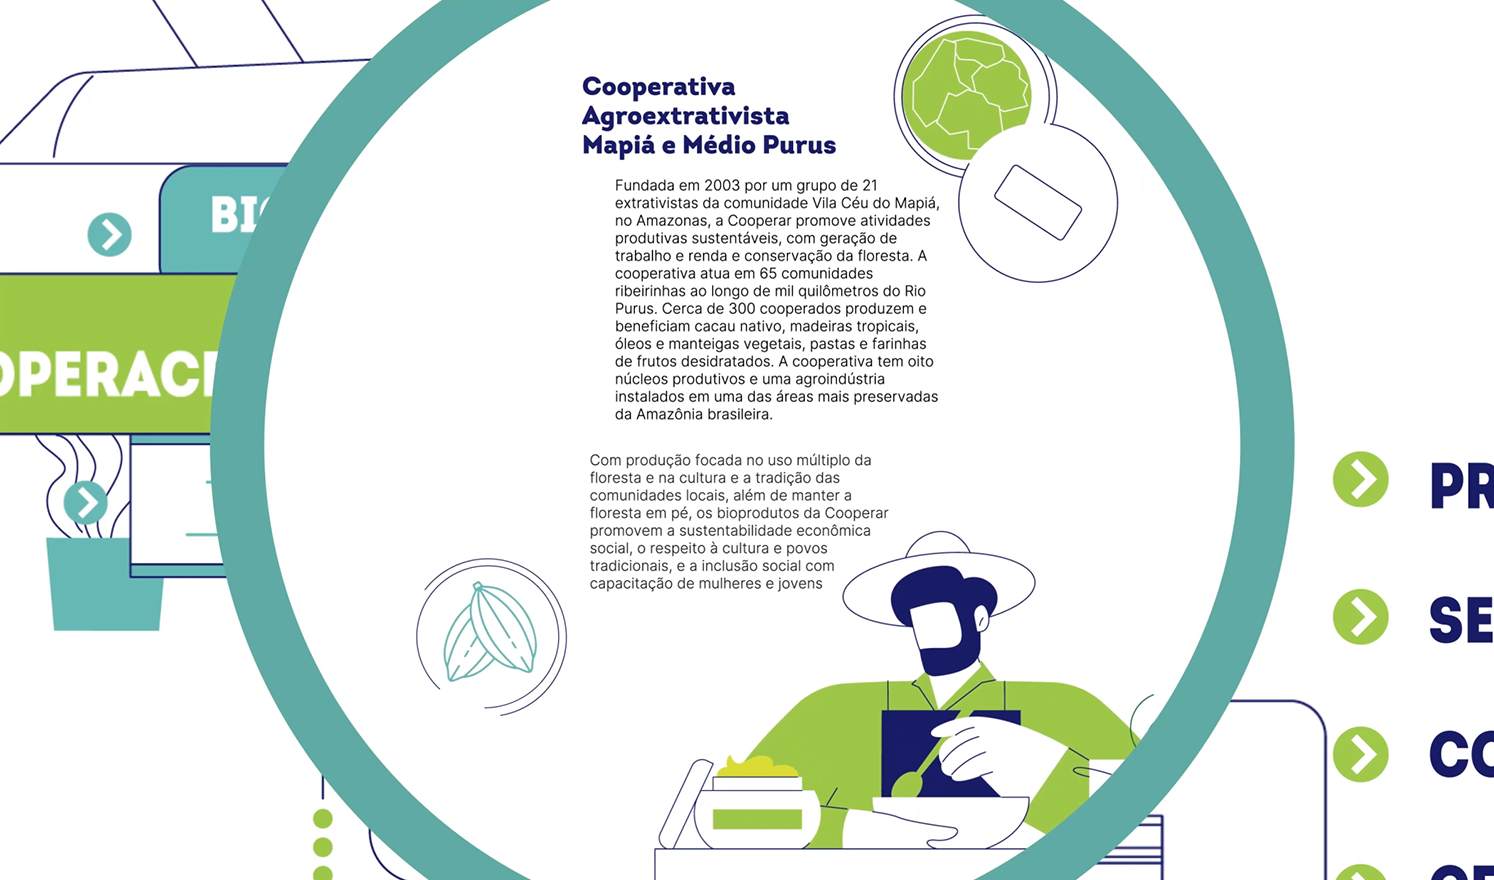 Cooperativa
Agroextrativista
Mapiá e Médio Purus
Fundada em 2003 por um grupo de 21
extrativistas da comunidade Vila Céu do Mapiá,
no Amazonas, a Cooperar promove atividades
produtivas sustentáveis, com geração de
trabalho e renda e conservação da floresta. A
cooperativa atua em 65 comunidades
ribeirinhas ao longo de mil quilômetros do Rio
Purus. Cerca de 300 cooperados produzem e
beneficiam cacau nativo, madeiras tropicais,
óleos e manteigas vegetais, pastas e farinhas
de frutos desidratados. A cooperativa tem oito
núcleos produtivos e uma agroindústria
instalados em uma das áreas mais preservadas
da Amazônia brasileira.
Com produção focada no uso múltiplo da
floresta e na cultura e a tradição das
comunidades locais, além de manter a
floresta em pé, os bioprodutos da Cooperar
promovem a sustentabilidade econômica
social, o respeito à cultura e povos
tradicionais, e a inclusão social com
capacitação de mulheres e jovens
BI
OPERAC
PR
SE
CO